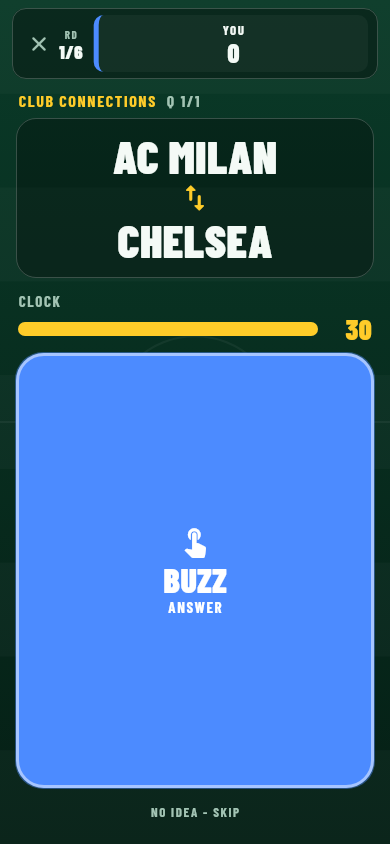 RD
1/6
YOU
0
CLUB CONNECTIONS Q 1/1
AC MILAN
CHELSEA
CLOCK
30
BUZZ
ANSWER
NO IDEA - SKIP